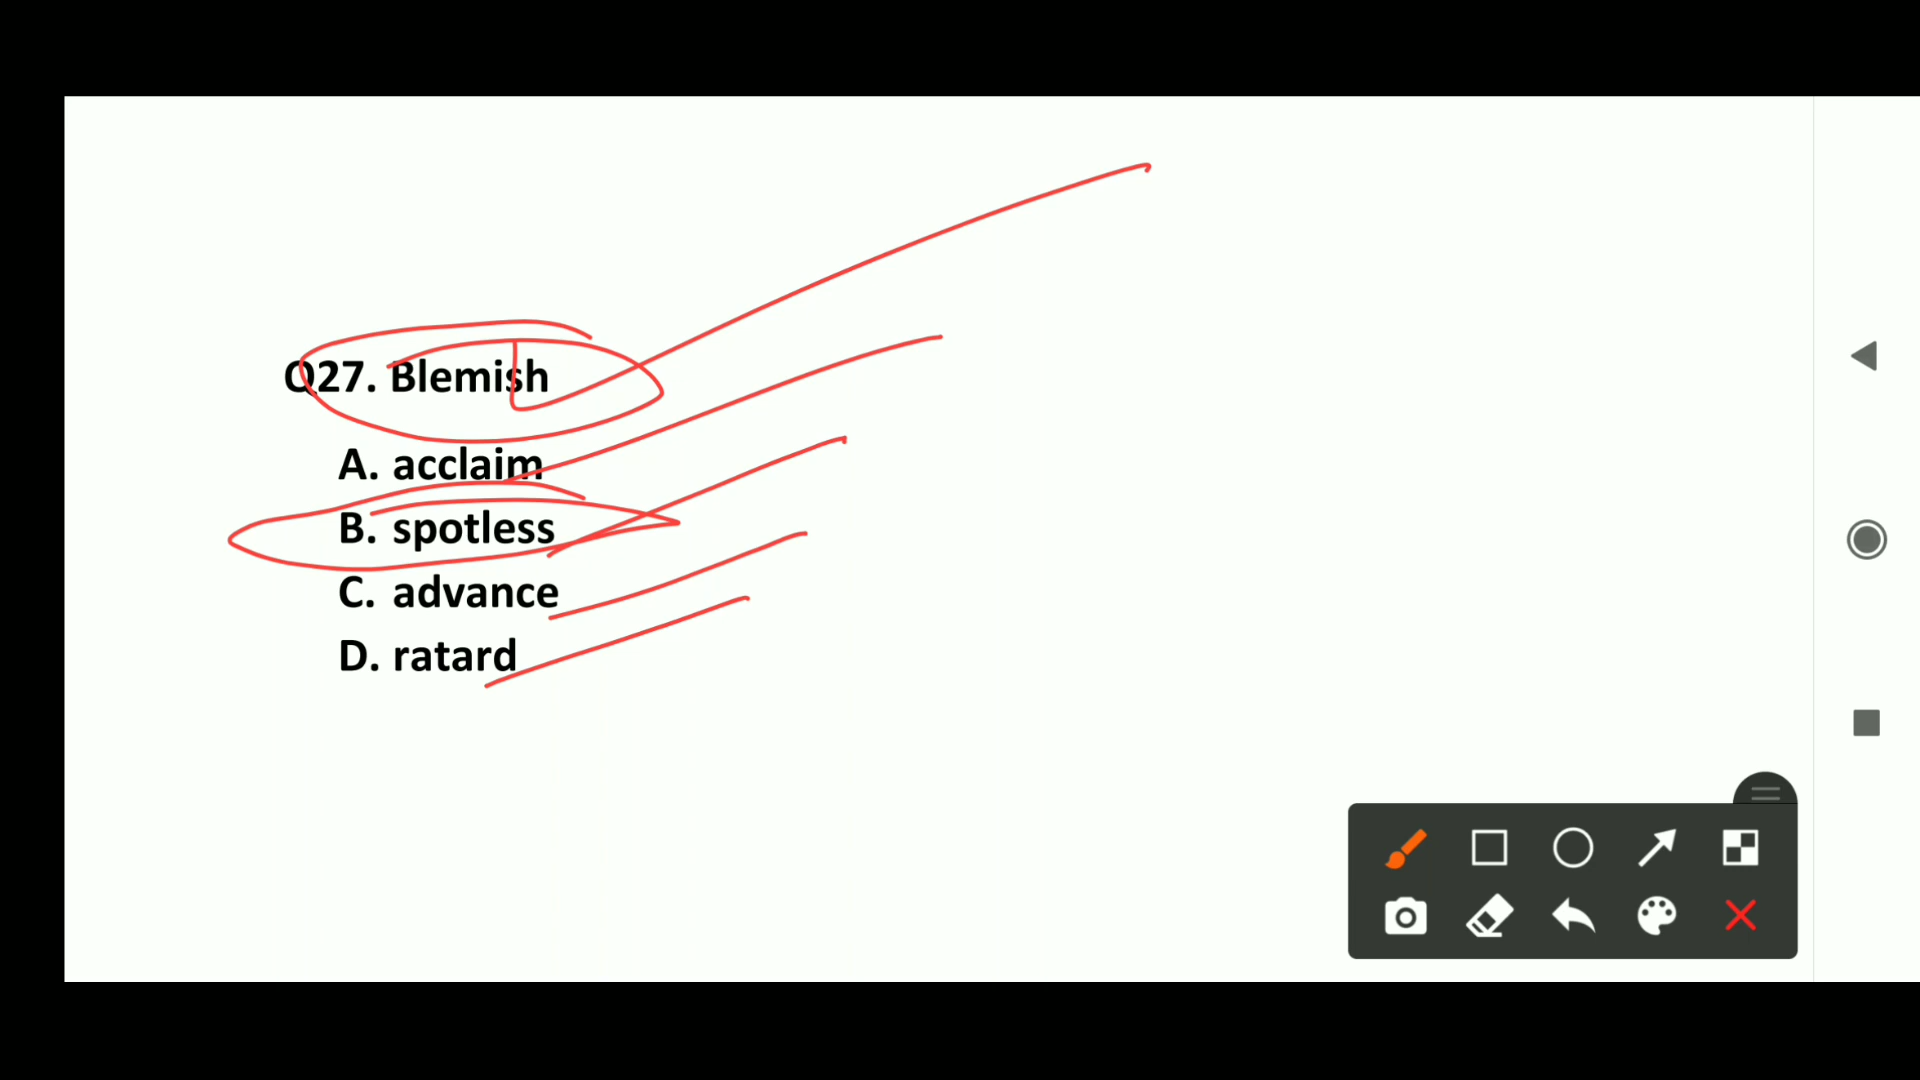 Q27. Blemish
A. acclaim
B. spotless
C. advance
D. ratard